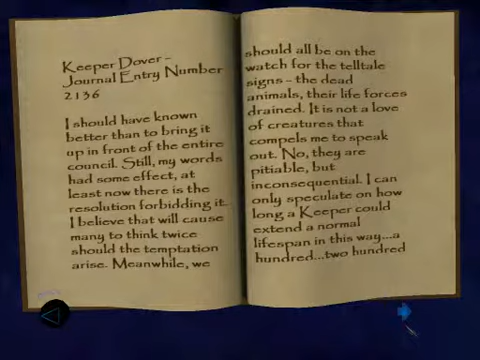 Keeper Dover -
Journal Entry Number
2136
I should have known
better than to bring it
up in front of the entire
council. Still, my words
had some effect, at
least now there is the
resolution forbidding it.
I believe that will cause
many to think twice
should the temptation
arise. Meanwhile, we
should all be on the
watch for the telltale
signs - the dead
animals, their life forces
drained. It is not a love
of creatures that
compels me to speak
out. No, they are
pitiable, but
inconsequential. I can
only speculate on how
long a Keeper could
extend a normal
lifespan in this way...a
hundred...two hundred